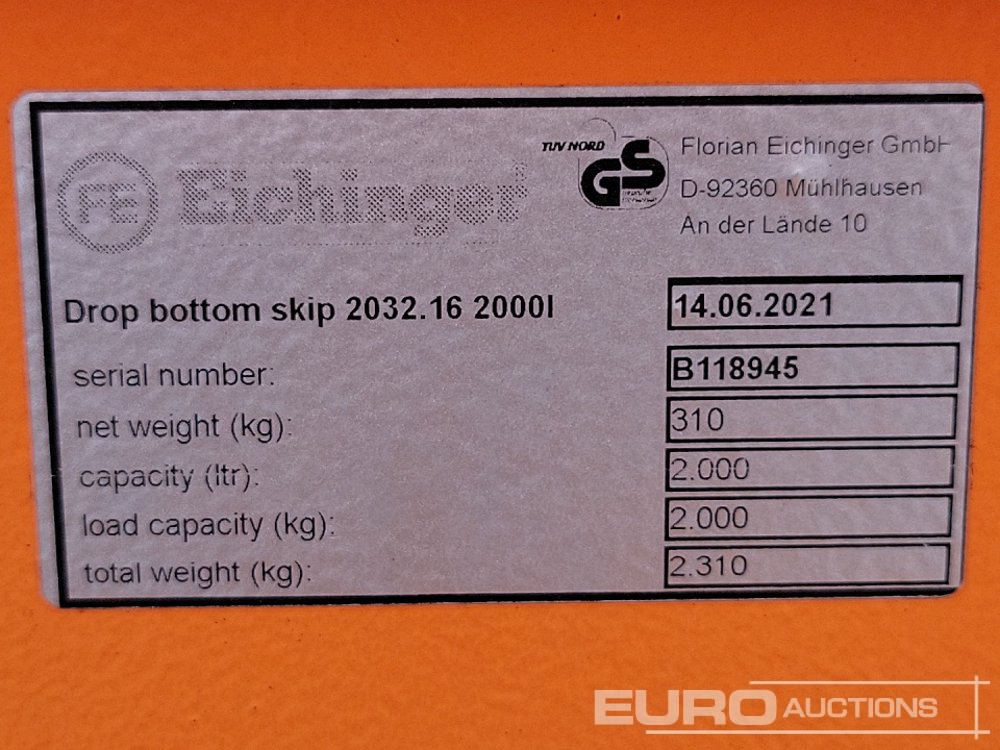 FE Eichinger
TÜV NORD
GS
Florian Eichinger GmbH
D-92360 Mühlhausen
An der Lände 10
Drop bottom skip 2032.16 2000l 14.06.2021
serial number: B118945
net weight (kg): 310
capacity (ltr): 2.000
load capacity (kg): 2.000
total weight (kg): 2.310
EURO AUCTIONS